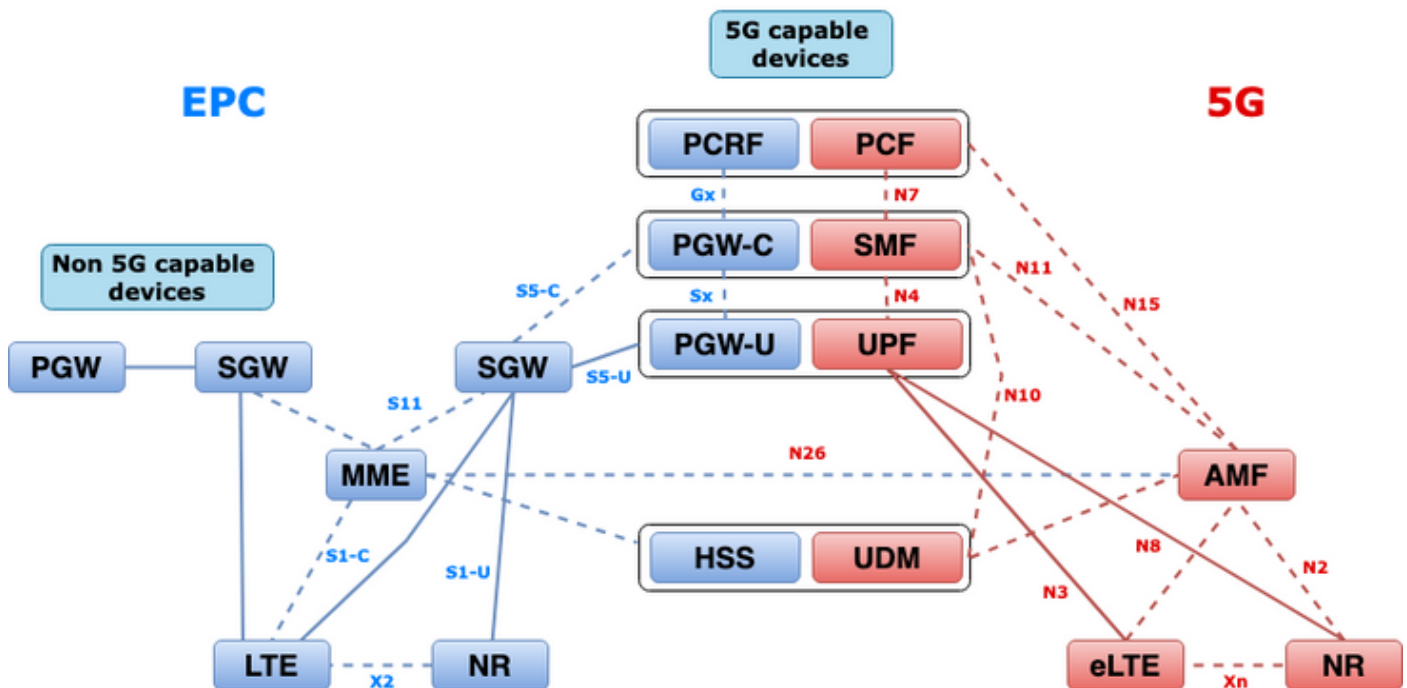 5G capable
devices
EPC
5G
PCRF
PCF
Gx
N7
Non 5G capable
devices
PGW-C
SMF
S5-C
N11
Sx
N4
N15
PGW
SGW
SGW
PGW-U
UPF
S5-U
S11
N10
MME
N26
AMF
S1-C
S1-U
HSS
UDM
N8
N3
N2
LTE
X2
NR
eLTE
Xn
NR